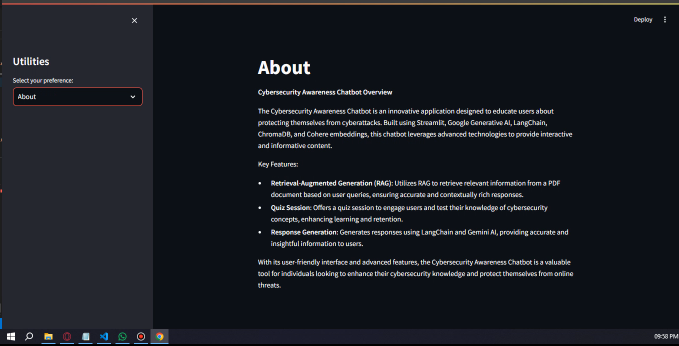 Deploy
Utilities
Select your preference:
About
About
Cybersecurity Awareness Chatbot Overview
The Cybersecurity Awareness Chatbot is an innovative application designed to educate users about
protecting themselves from cyberattacks. Built using Streamlit, Google Generative AI, LangChain,
ChromaDB, and Cohere embeddings, this chatbot leverages advanced technologies to provide interactive
and informative content.
Key Features:
• Retrieval-Augmented Generation (RAG): Utilizes RAG to retrieve relevant information from a PDF
document based on user queries, ensuring accurate and contextually rich responses.
• Quiz Session: Offers a quiz session to engage users and test their knowledge of cybersecurity
concepts, enhancing learning and retention.
• Response Generation: Generates responses using LangChain and Gemini AI, providing accurate and
insightful information to users.
With its user-friendly interface and advanced features, the Cybersecurity Awareness Chatbot is a valuable
tool for individuals looking to enhance their cybersecurity knowledge and protect themselves from online
threats.
09:58 PM